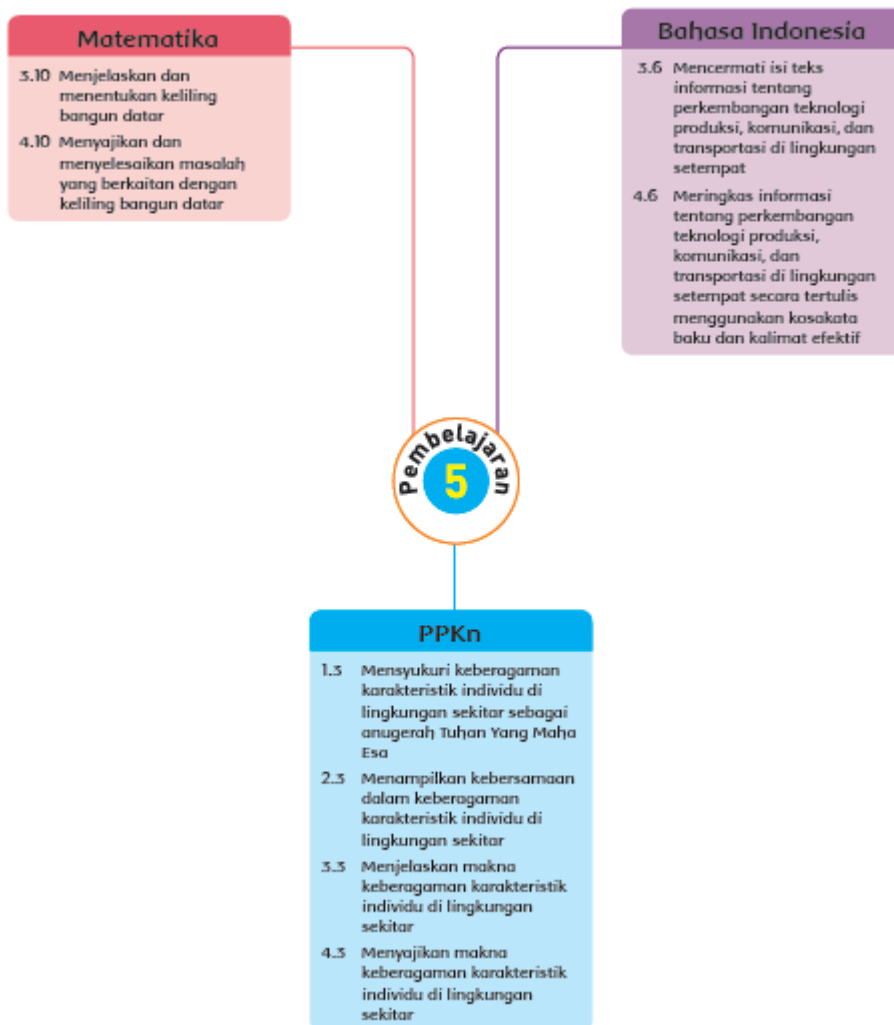 Matematika
3.10 Menjelaskan dan
menentukan keliling
bangun datar
4.10 Menyajikan dan
menyelesaikan masalah
yang berkaitan dengan
keliling bangun datar
Bahasa Indonesia
3.6 Mencermati isi teks
informasi tentang
perkembangan teknologi
produksi, komunikasi, dan
transportasi di lingkungan
setempat
4.6 Meringkas informasi
tentang perkembangan
teknologi produksi,
komunikasi, dan
transportasi di lingkungan
setempat secara tertulis
menggunakan kosakata
baku dan kalimat efektif
Pembelajaran
5
PPKn
1.3 Mensyukuri keberagaman
karakteristik individu di
lingkungan sekitar sebagai
anugerah Tuhan Yang Maha
Esa
2.3 Menampilkan kebersamaan
dalam keberagaman
karakteristik individu di
lingkungan sekitar
3.3 Menjelaskan makna
keberagaman karakteristik
individu di lingkungan
sekitar
4.3 Menyajikan makna
keberagaman karakteristik
individu di lingkungan
sekitar